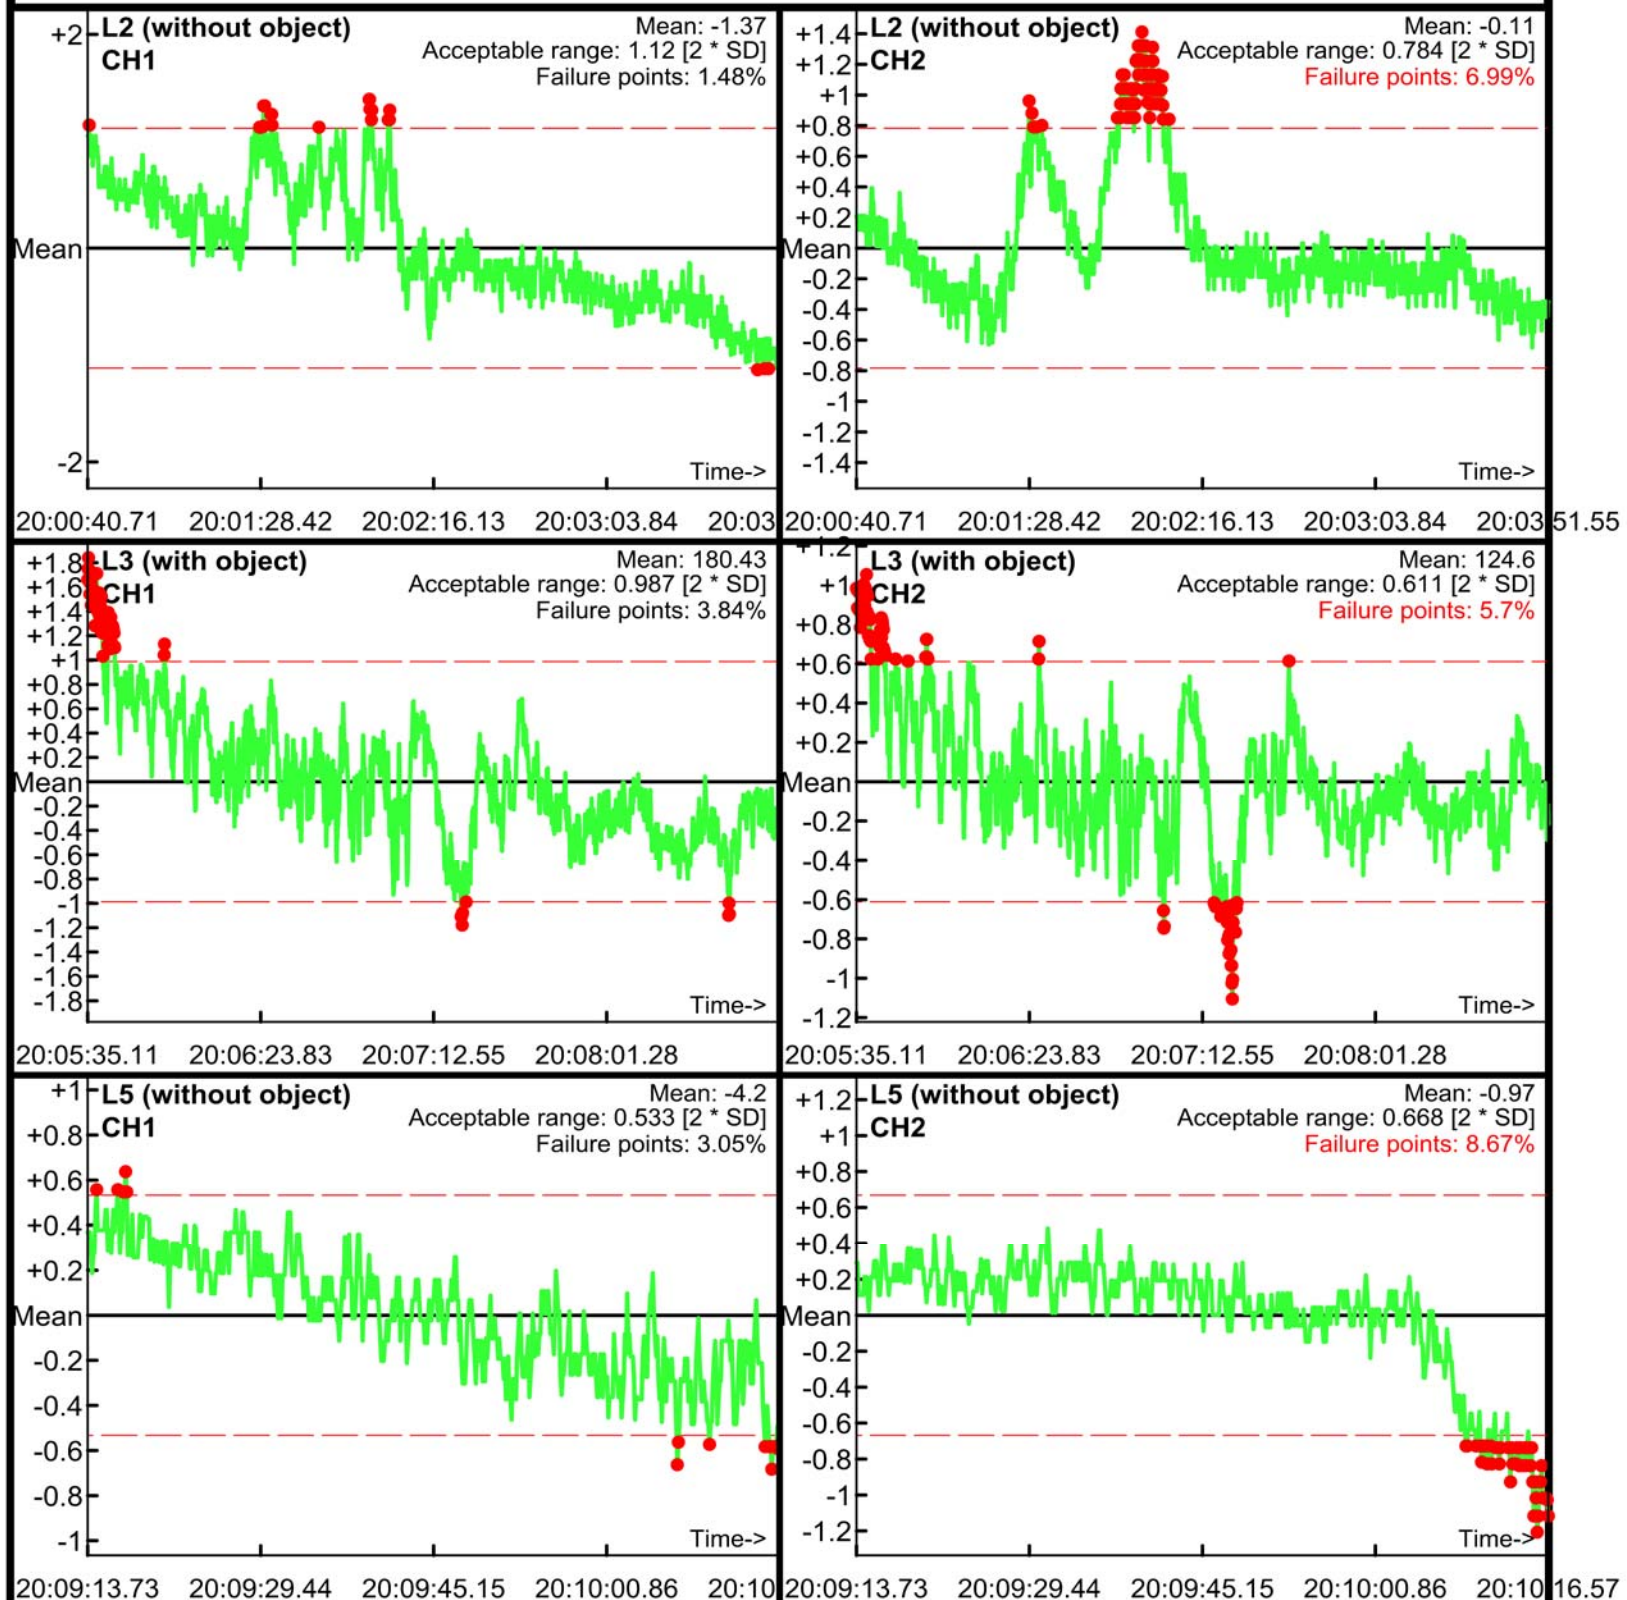 L2 (without object)
CH1
Mean: -1.37
Acceptable range: 1.12 [2 * SD]
Failure points: 1.48%
+2
Mean
-2
Time->
20:00:40.71 20:01:28.42 20:02:16.13 20:03:03.84 20:03
L2 (without object)
CH2
Mean: -0.11
Acceptable range: 0.784 [2 * SD]
Failure points: 6.99%
+1.4
+1.2
+1
+0.8
+0.6
+0.4
+0.2
Mean
-0.2
-0.4
-0.6
-0.8
-1
-1.2
-1.4
Time->
20:00:40.71 20:01:28.42 20:02:16.13 20:03:03.84 20:03:51.55
L3 (with object)
CH1
Mean: 180.43
Acceptable range: 0.987 [2 * SD]
Failure points: 3.84%
+1.8
+1.6
+1.4
+1.2
+1
+0.8
+0.6
+0.4
+0.2
Mean
-0.2
-0.4
-0.6
-0.8
-1
-1.2
-1.4
-1.6
-1.8
Time->
20:05:35.11 20:06:23.83 20:07:12.55 20:08:01.28
L3 (with object)
CH2
Mean: 124.6
Acceptable range: 0.611 [2 * SD]
Failure points: 5.7%
+1.2
+1
+0.8
+0.6
+0.4
+0.2
Mean
-0.2
-0.4
-0.6
-0.8
-1
-1.2
Time->
20:05:35.11 20:06:23.83 20:07:12.55 20:08:01.28
L5 (without object)
CH1
Mean: -4.2
Acceptable range: 0.533 [2 * SD]
Failure points: 3.05%
+1
+0.8
+0.6
+0.4
+0.2
Mean
-0.2
-0.4
-0.6
-0.8
-1
Time->
20:09:13.73 20:09:29.44 20:09:45.15 20:10:00.86 20:10
L5 (without object)
CH2
Mean: -0.97
Acceptable range: 0.668 [2 * SD]
Failure points: 8.67%
+1.2
+1
+0.8
+0.6
+0.4
+0.2
Mean
-0.2
-0.4
-0.6
-0.8
-1
-1.2
Time->
20:09:13.73 20:09:29.44 20:09:45.15 20:10:00.86 20:10:16.57